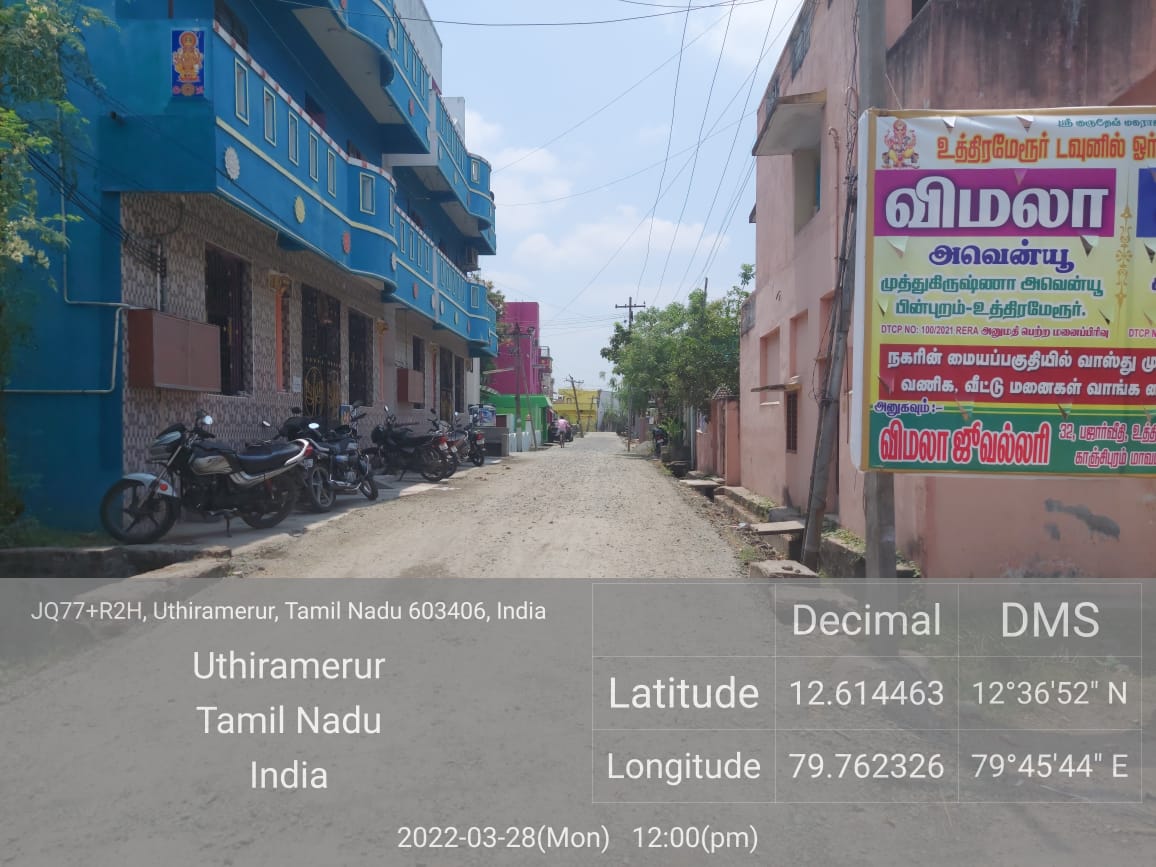 ஸ்ரீ
உத்திரமேரூர் டவுனில் ஓர்
விமலா
அவென்யூ
முத்துகிருஷ்ணா அவென்யூ
பின்புறம்-உத்திரமேரூர்.
DTCP NO: 100/2021 RERA அனுமதி பெற்ற மனைப்பிரிவு
DTCP NO
நகரின் மையப்பகுதியில் வாஸ்து
வணிக, வீட்டு மனைகள் வாங்க
அனுகவும் :-
விமலா ஜீவல்லரி
32, பஜார்வீதி,
காஞ்சிபுரம்
JQ77+R2H, Uthiramerur, Tamil Nadu 603406, India
Uthiramerur
Tamil Nadu
India
Decimal DMS
Latitude 12.614463 12°36'52" N
Longitude 79.762326 79°45'44" E
2022-03-28(Mon) 12:00(pm)